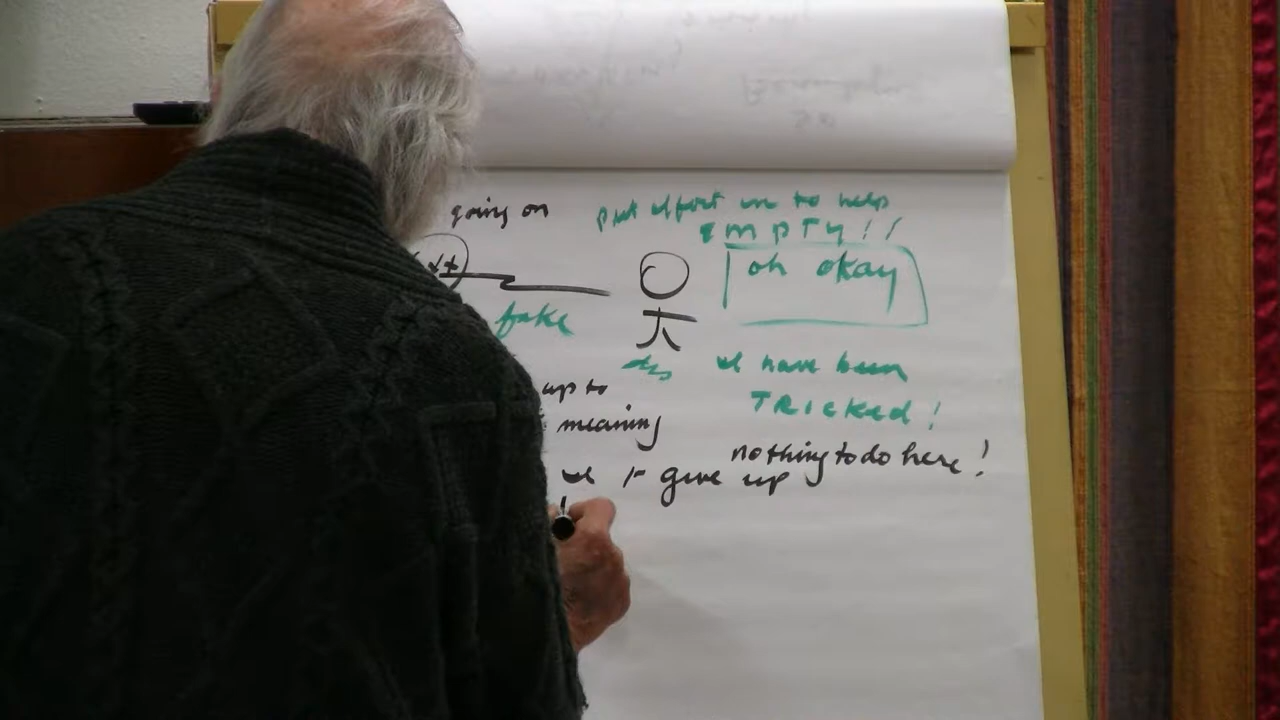 going on
put effort in to help
EMPTY!!
oh okay
fake
we have been
TRICKED!
up to
meaning
nothing to do here!
we give up